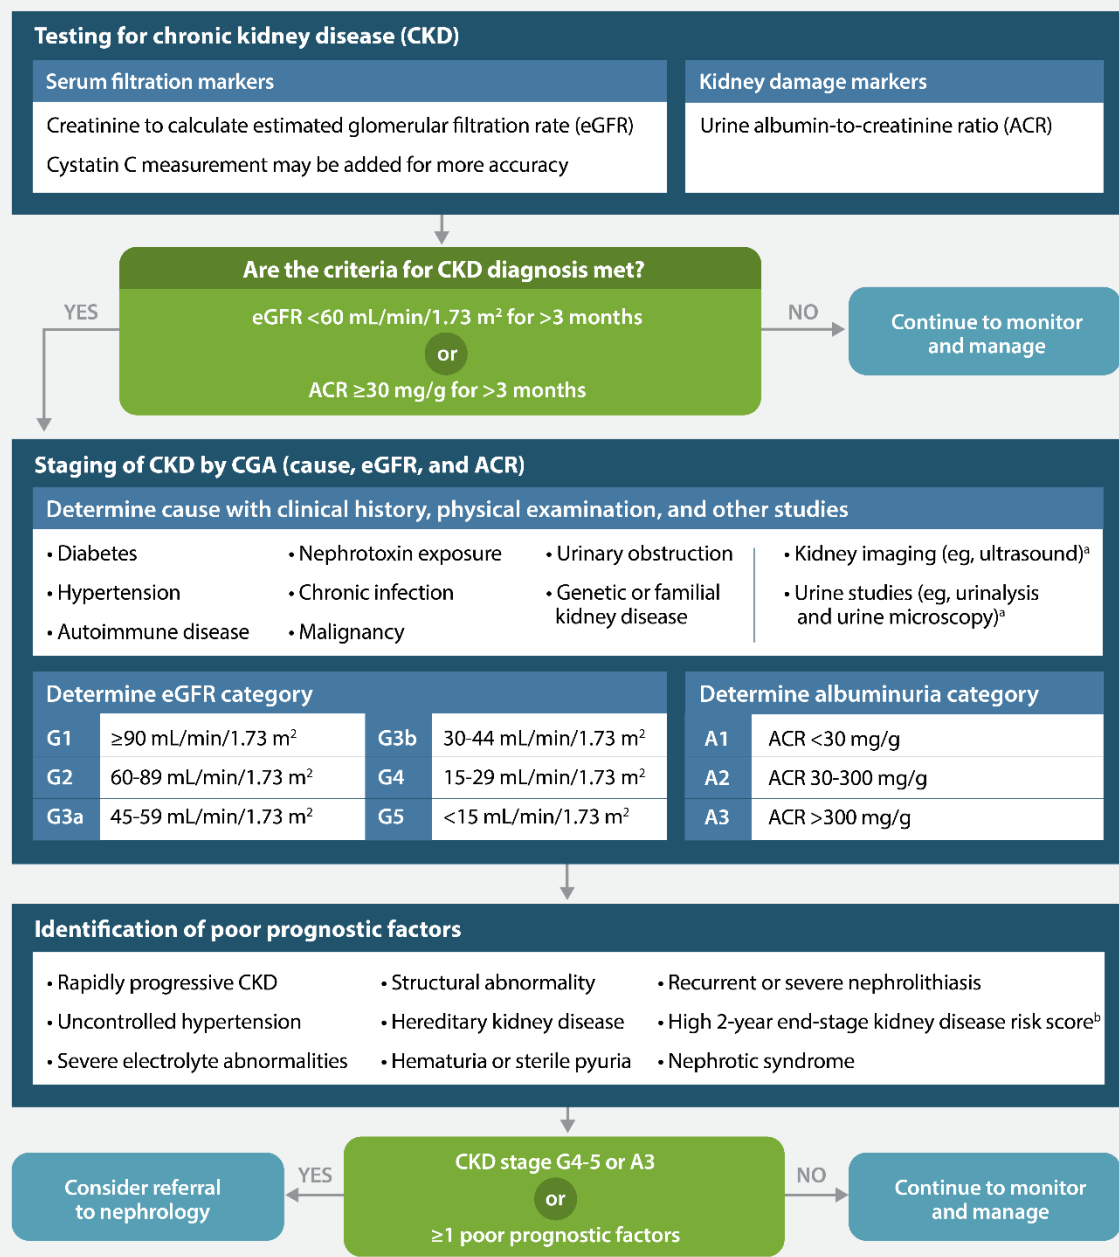 Testing for chronic kidney disease (CKD)
Serum filtration markers
Creatinine to calculate estimated glomerular filtration rate (eGFR)
Cystatin C measurement may be added for more accuracy
Kidney damage markers
Urine albumin-to-creatinine ratio (ACR)
Are the criteria for CKD diagnosis met?
eGFR <60 mL/min/1.73 m² for >3 months
or
ACR ≥30 mg/g for >3 months
YES
NO
Continue to monitor
and manage
Staging of CKD by CGA (cause, eGFR, and ACR)
Determine cause with clinical history, physical examination, and other studies
• Diabetes
• Hypertension
• Autoimmune disease
• Nephrotoxin exposure
• Chronic infection
• Malignancy
• Urinary obstruction
• Genetic or familial
kidney disease
• Kidney imaging (eg, ultrasound)ᵃ
• Urine studies (eg, urinalysis
and urine microscopy)ᵃ
Determine eGFR category
G1 ≥90 mL/min/1.73 m²
G2 60-89 mL/min/1.73 m²
G3a 45-59 mL/min/1.73 m²
G3b 30-44 mL/min/1.73 m²
G4 15-29 mL/min/1.73 m²
G5 <15 mL/min/1.73 m²
Determine albuminuria category
A1 ACR <30 mg/g
A2 ACR 30-300 mg/g
A3 ACR >300 mg/g
Identification of poor prognostic factors
• Rapidly progressive CKD
• Uncontrolled hypertension
• Severe electrolyte abnormalities
• Structural abnormality
• Hereditary kidney disease
• Hematuria or sterile pyuria
• Recurrent or severe nephrolithiasis
• High 2-year end-stage kidney disease risk scoreᵇ
• Nephrotic syndrome
CKD stage G4-5 or A3
or
≥1 poor prognostic factors
YES
Consider referral
to nephrology
NO
Continue to monitor
and manage